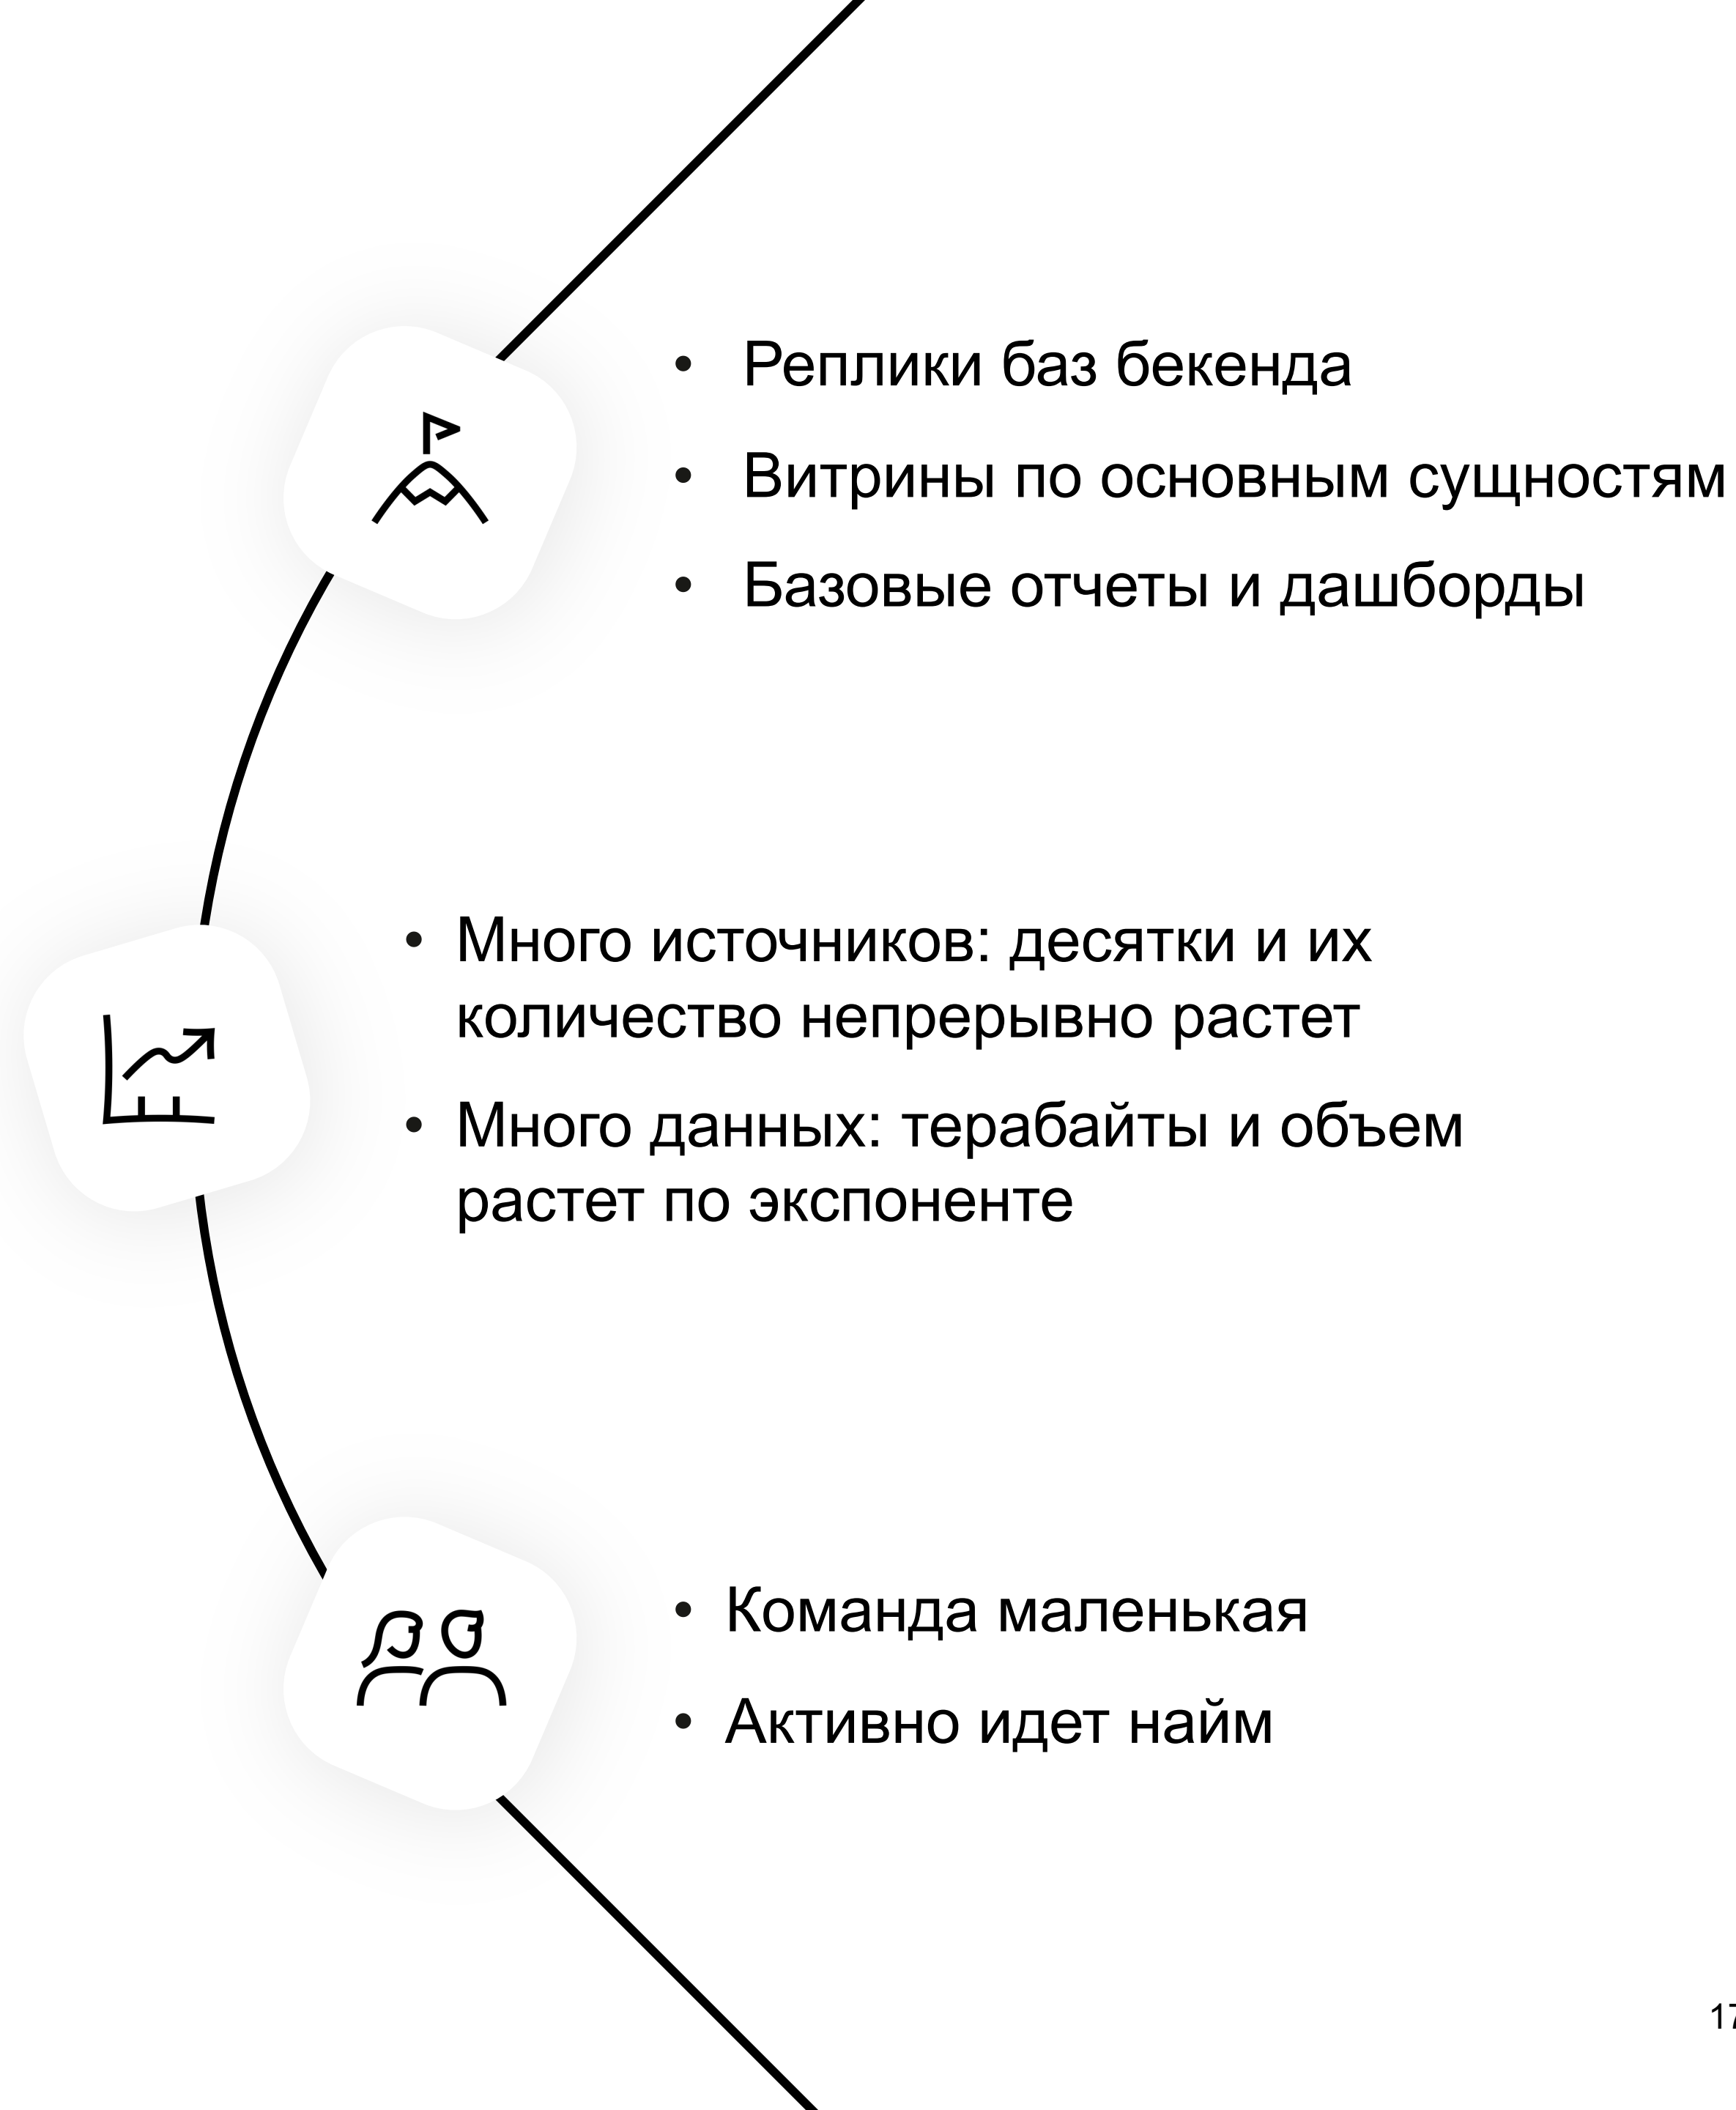 • Реплики баз бекенда
• Витрины по основным сущностям
• Базовые отчеты и дашборды
• Много источников: десятки и их
количество непрерывно растет
• Много данных: терабайты и объем
растет по экспоненте
• Команда маленькая
• Активно идет найм
17